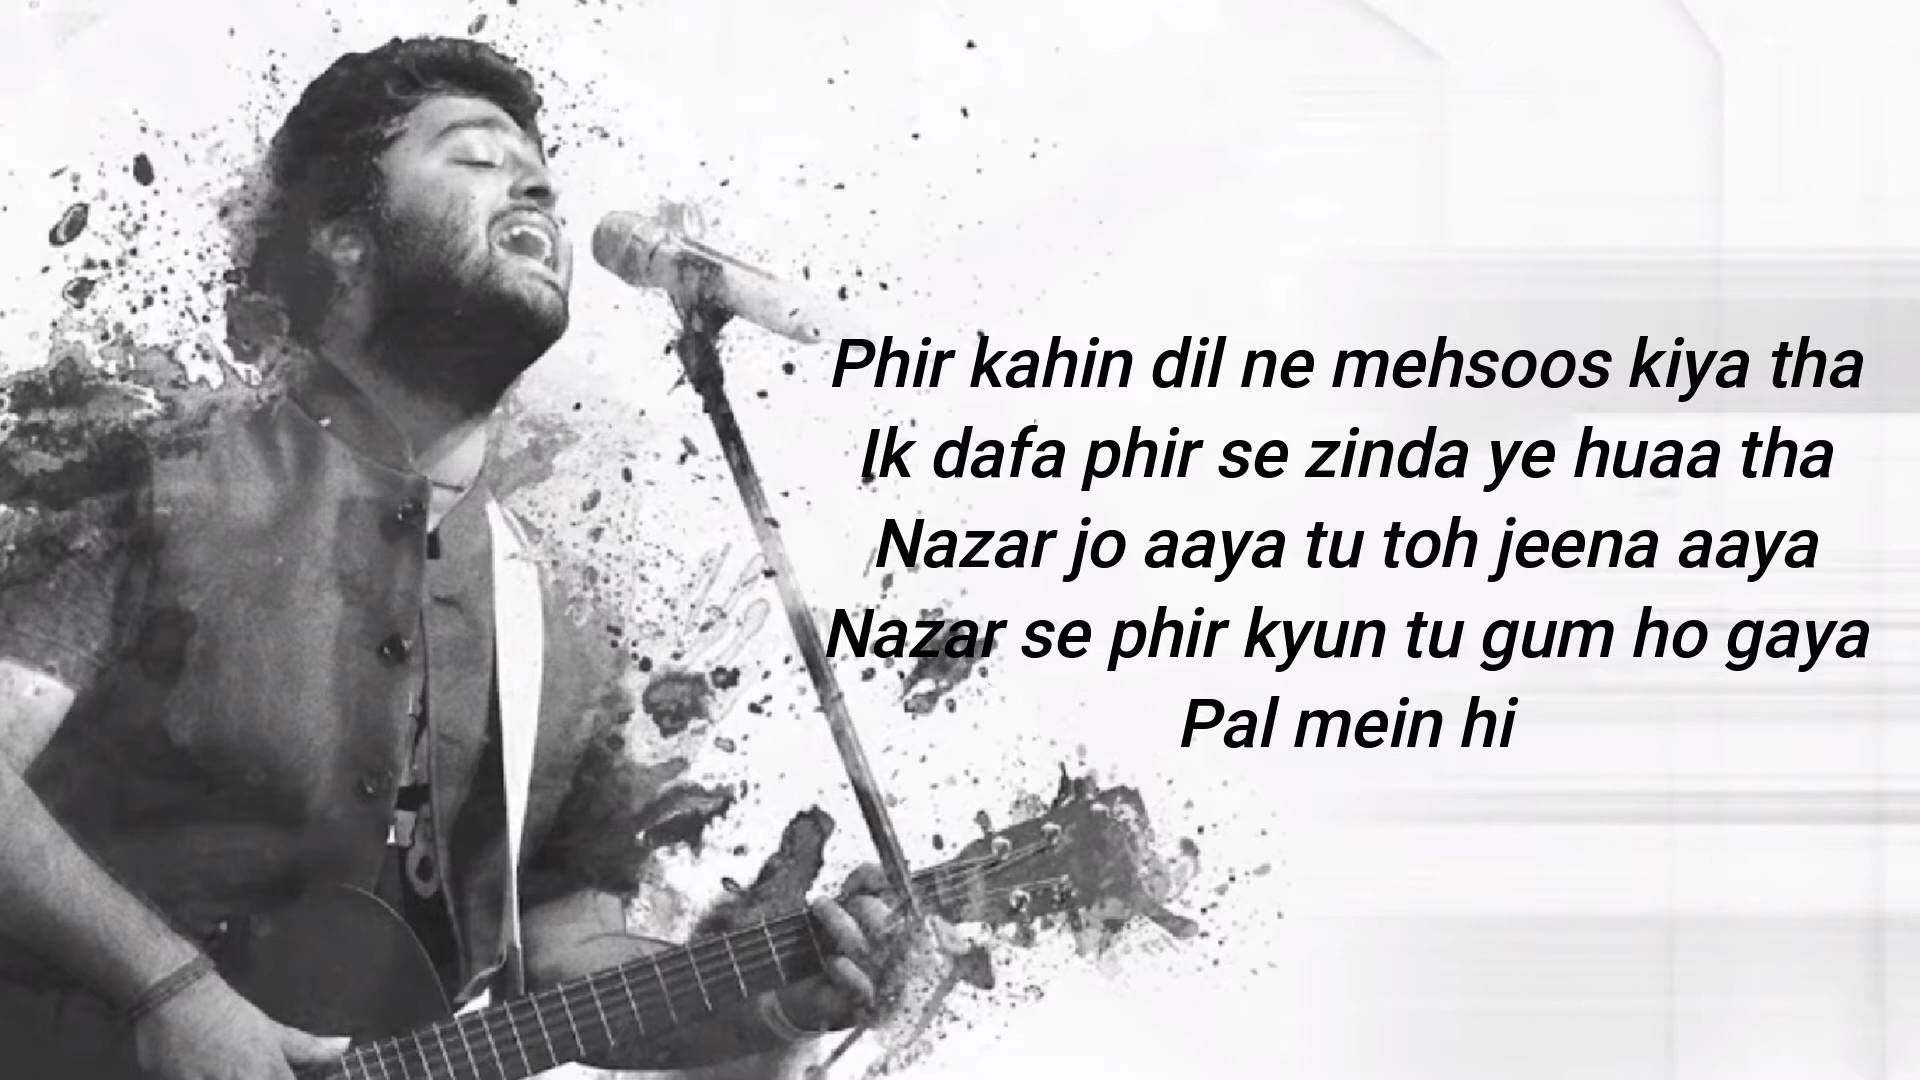 Phir kahin dil ne mehsoos kiya tha
Ik dafa phir se zinda ye huaa tha
Nazar jo aaya tu toh jeena aaya
Nazar se phir kyun tu gum ho gaya
Pal mein hi